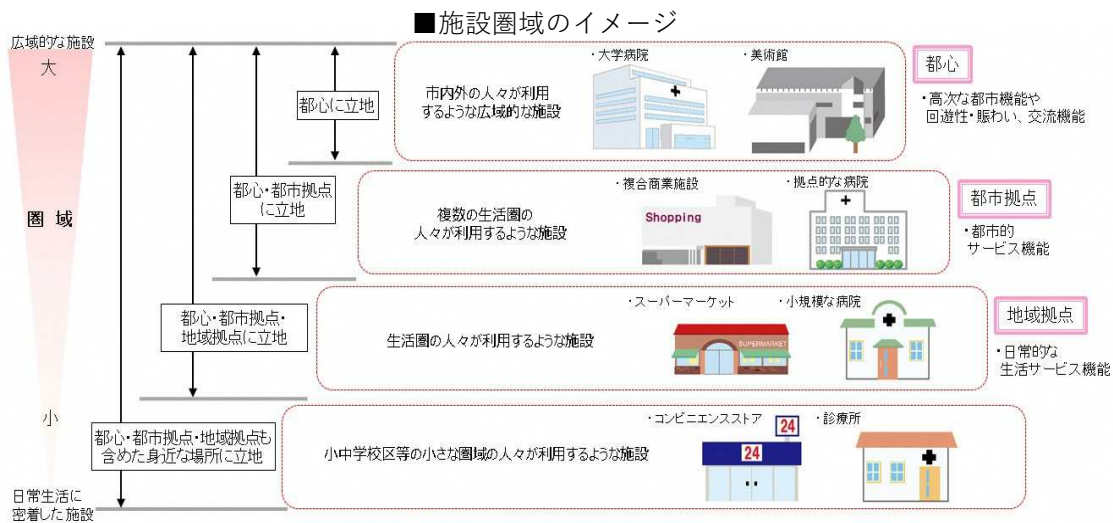 ■施設圏域のイメージ
広域的な施設
大
圏 域
小
日常生活に
密着した施設
都心に立地
都心・都市拠点
に立地
都心・都市拠点・
地域拠点に立地
都心・都市拠点・地域拠点も
含めた身近な場所に立地
市内外の人々が利用
するような広域的な施設
・大学病院
・美術館
都心
・高次な都市機能や
回遊性・賑わい、交流機能
複数の生活圏の
人々が利用するような施設
・複合商業施設
Shopping
・拠点的な病院
都市拠点
・都市的
サービス機能
生活圏の人々が利用するような施設
・スーパーマーケット
SUPERMARKET
・小規模な病院
地域拠点
・日常的な
生活サービス機能
小中学校区等の小さな圏域の人々が利用するような施設
・コンビニエンスストア
24
24
・診療所